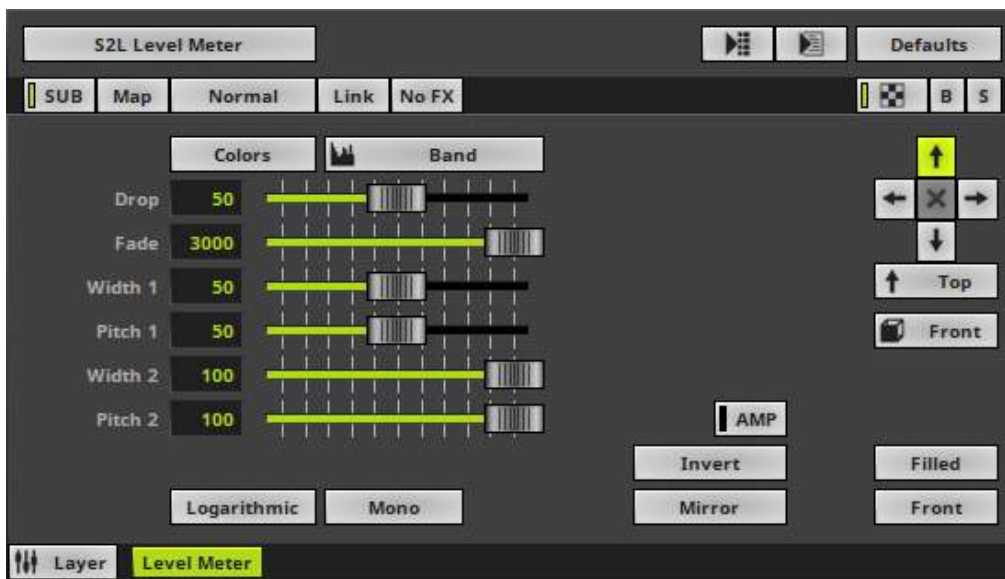 S2L Level Meter Defaults
SUB Map Normal Link No FX B S
Colors Band
Drop 50
Fade 3000
Width 1 50
Top
Pitch 1 50
Front
Width 2 100
Pitch 2 100
AMP
Invert Filled
Logarithmic Mono Mirror Front
Layer Level Meter